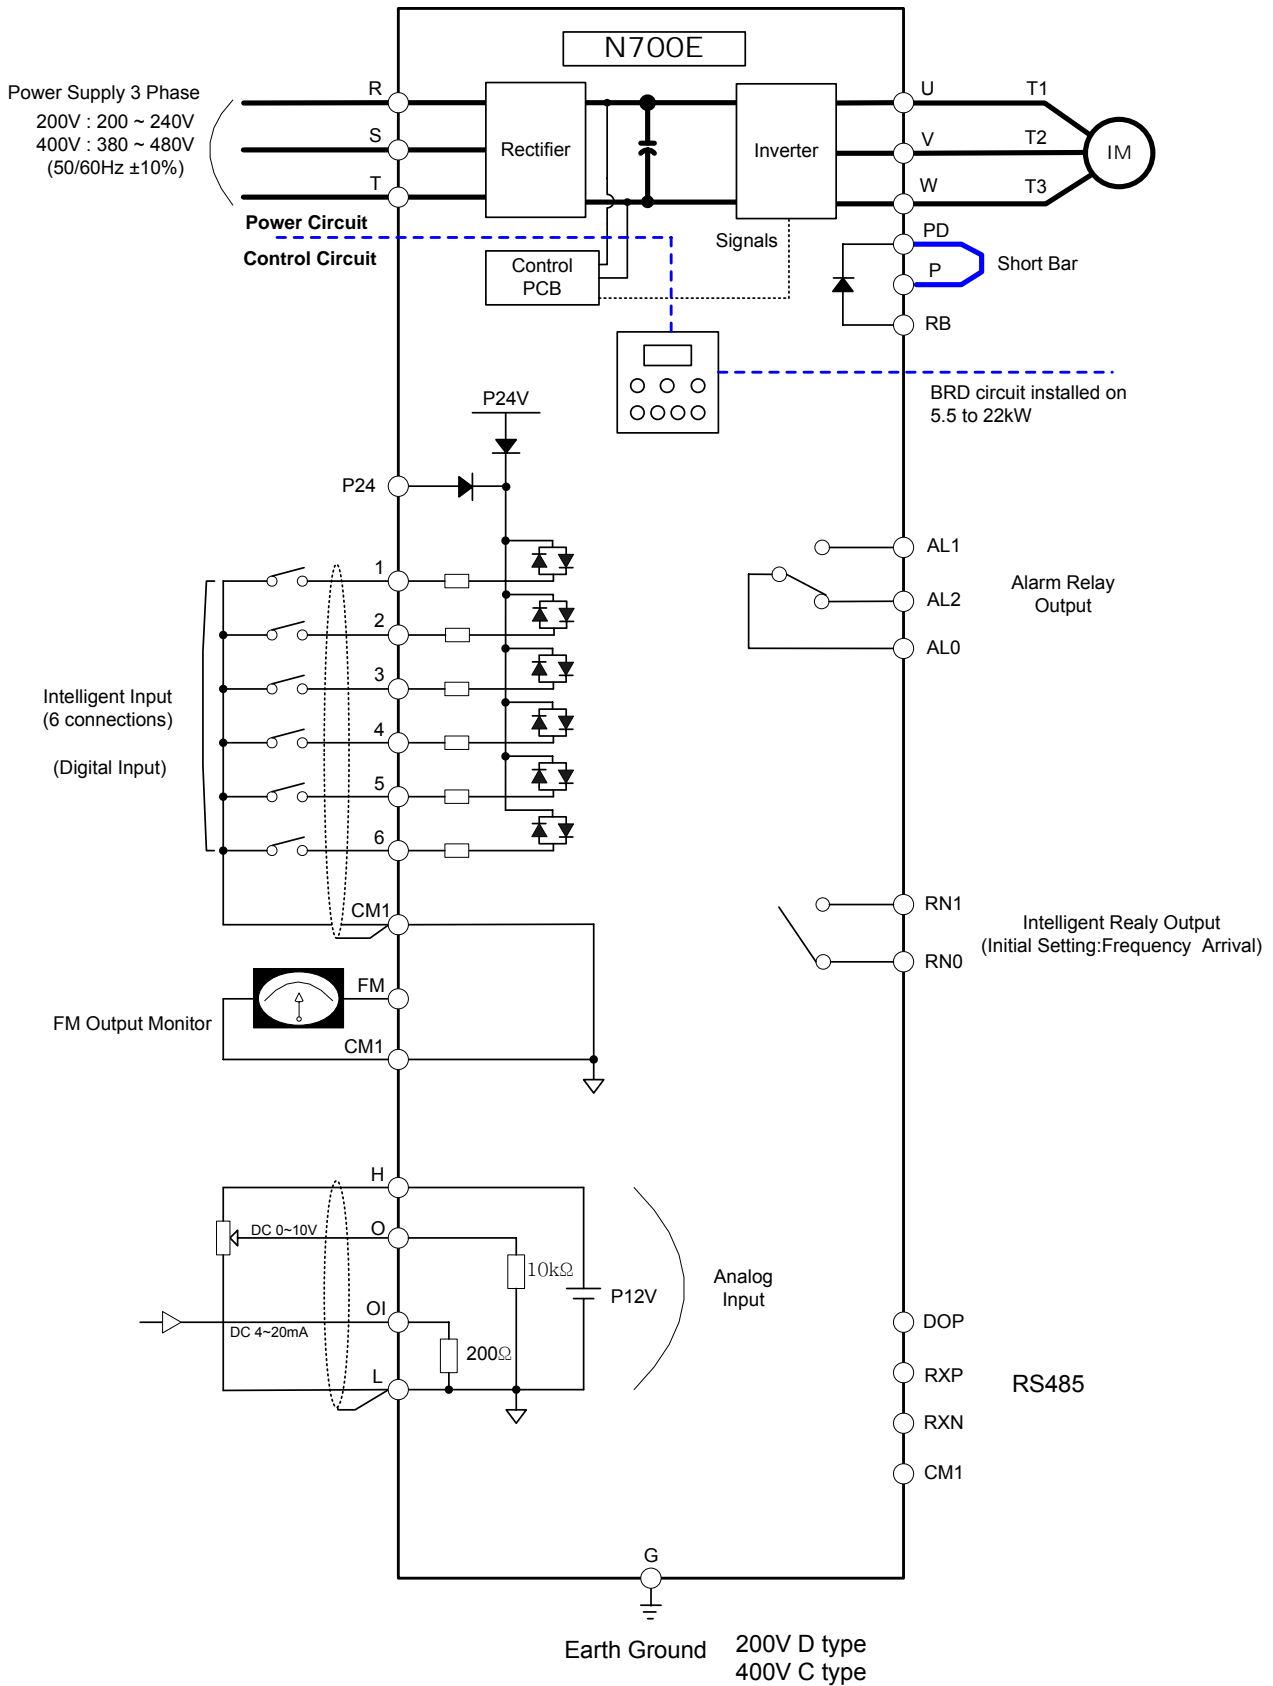 N700E
Power Supply 3 Phase
200V : 200 ~ 240V
400V : 380 ~ 480V
(50/60Hz ±10%)
R
S
T
Rectifier
Inverter
U
V
W
T1
T2
T3
IM
Power Circuit
Control Circuit
Control
PCB
Signals
PD
P
RB
Short Bar
BRD circuit installed on
5.5 to 22kW
P24V
P24
1
2
3
4
5
6
CM1
Intelligent Input
(6 connections)
(Digital Input)
AL1
AL2
AL0
Alarm Relay
Output
RN1
RN0
Intelligent Realy Output
(Initial Setting:Frequency Arrival)
FM
CM1
FM Output Monitor
H
O
OI
L
DC 0~10V
DC 4~20mA
10kΩ
200Ω
P12V
Analog
Input
DOP
RXP
RXN
CM1
RS485
G
Earth Ground
200V D type
400V C type